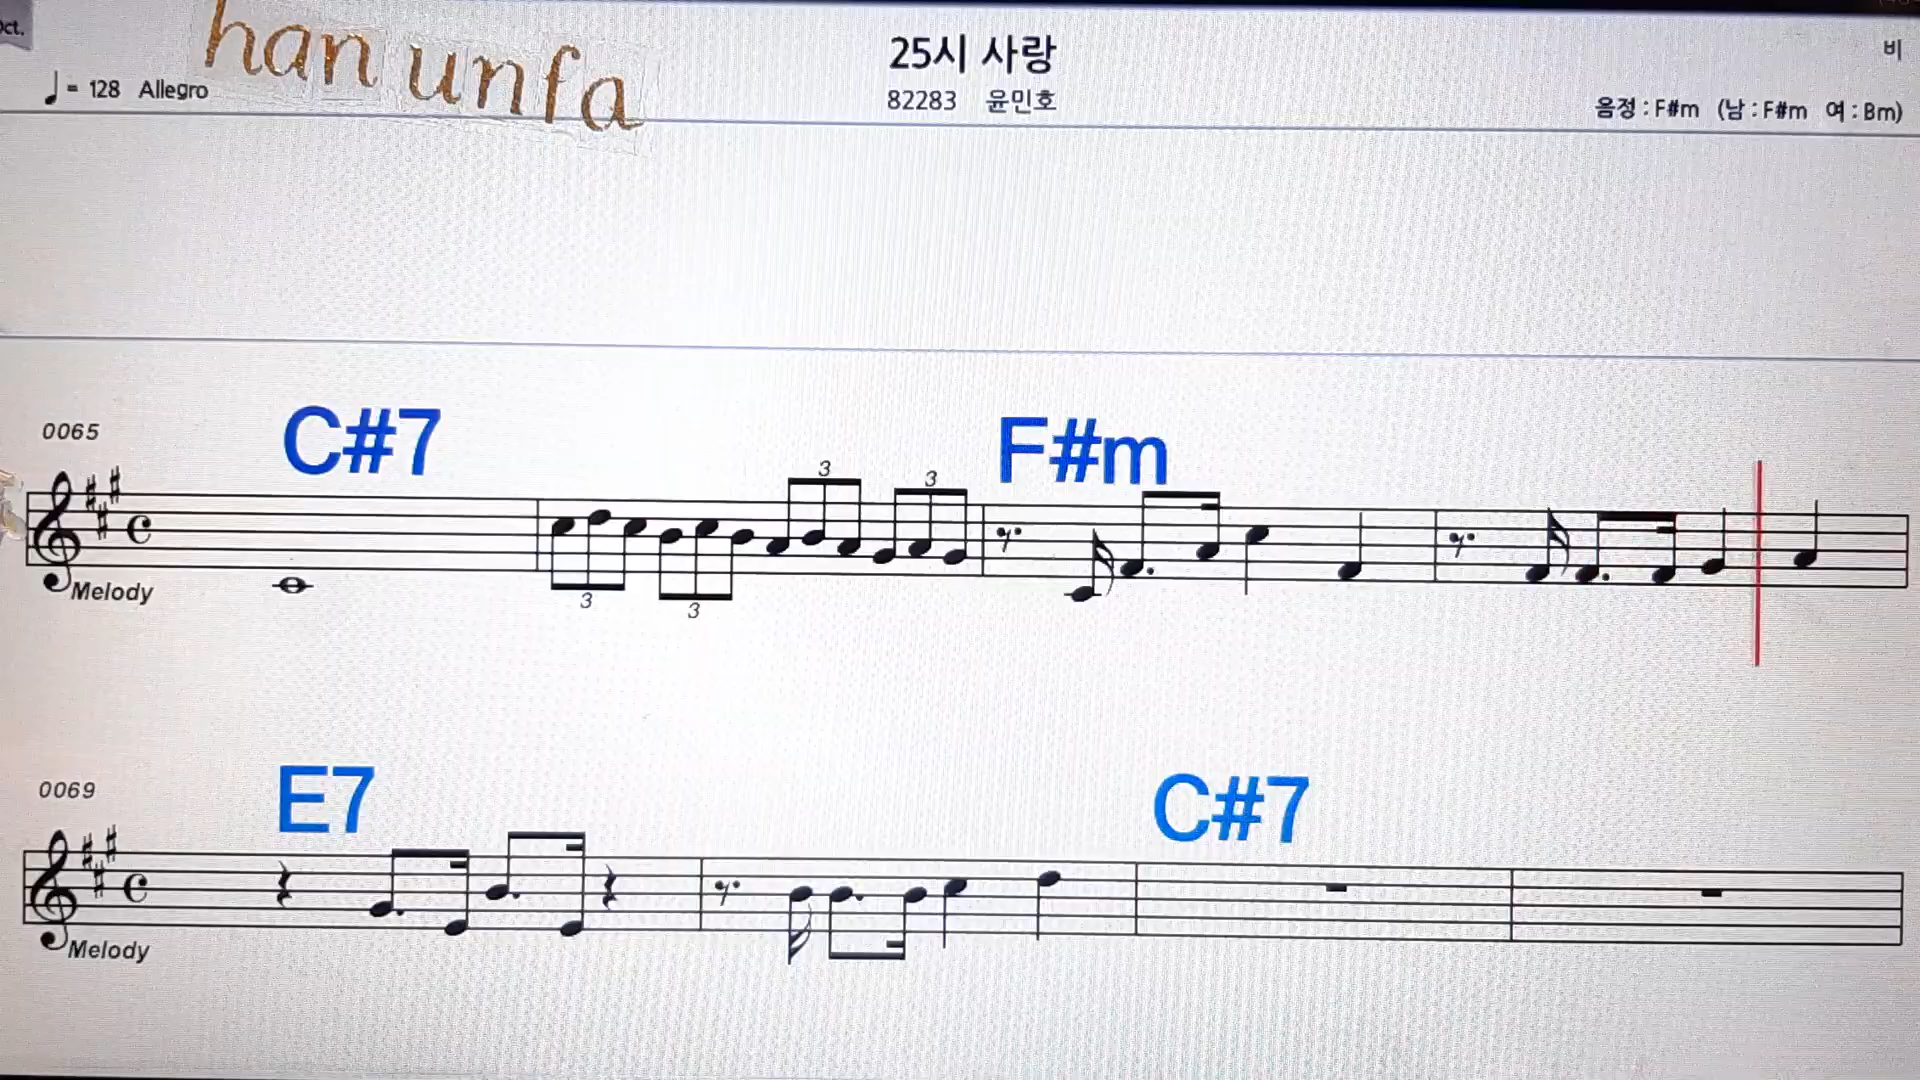 Oct.
han unfa
25시 사랑
비
♩= 128 Allegro
82283 윤민호
음정 : F#m (남 : F#m 여 : Bm)
0065
C#7
F#m
3
3
3
3
Melody
0069
E7
C#7
Melody